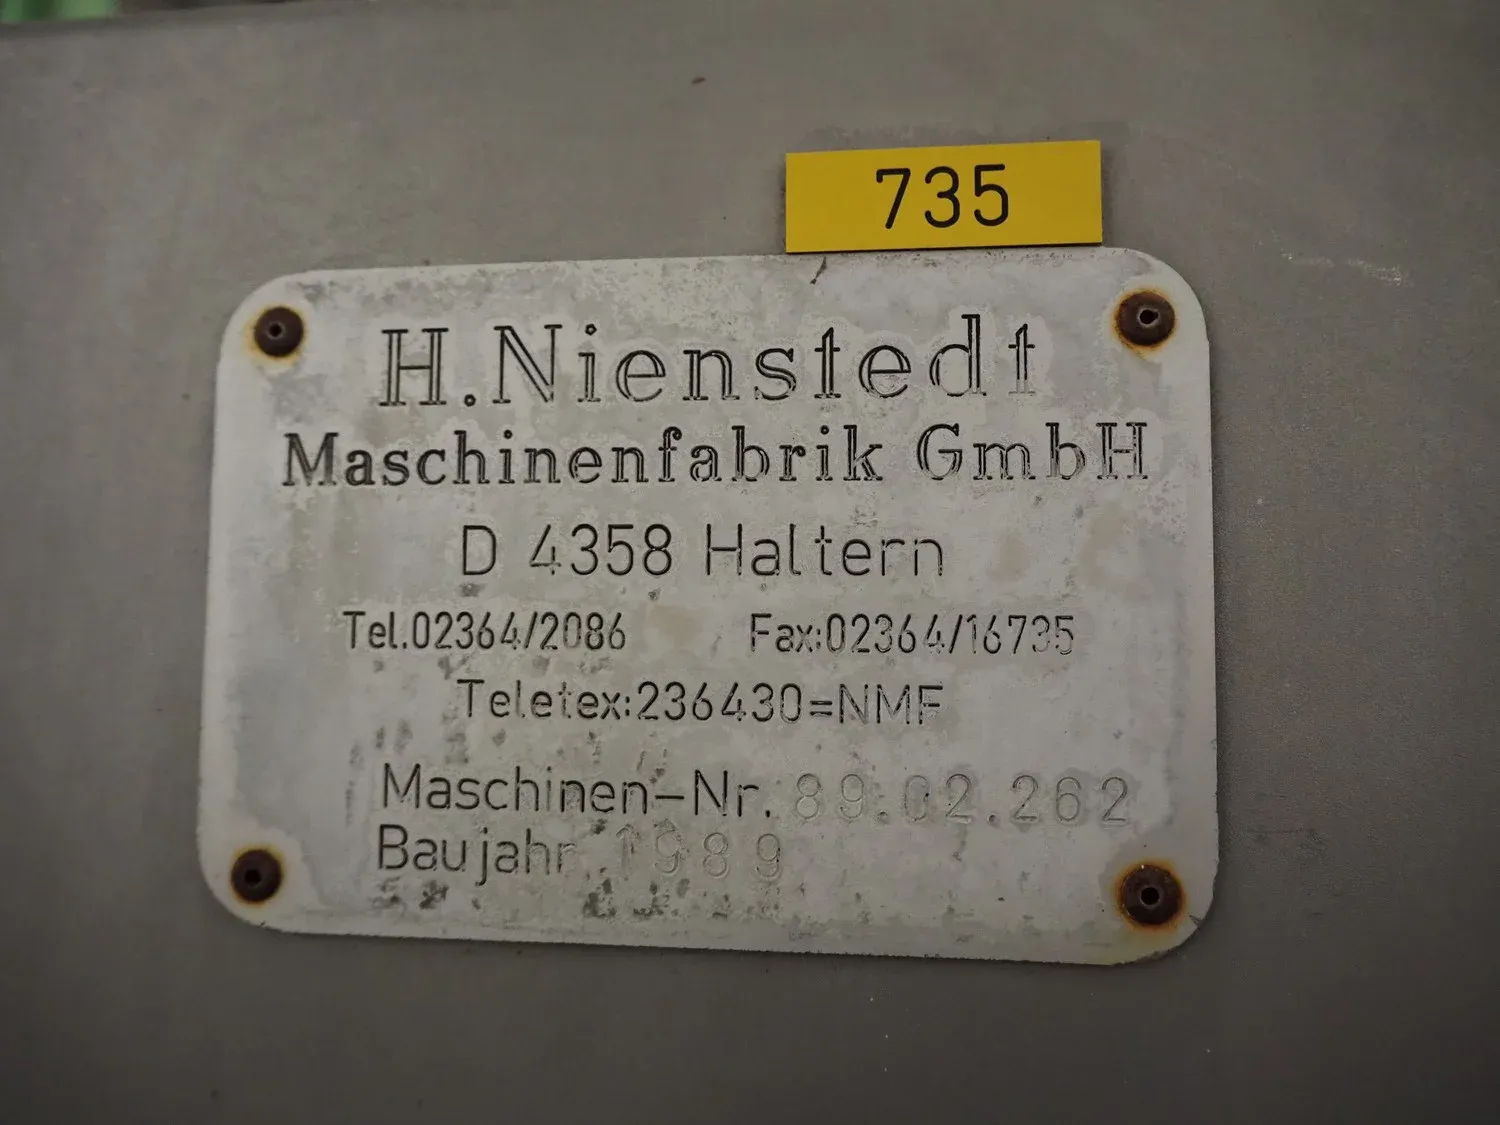 735
H.Nienstedt
Maschinenfabrik GmbH
D 4358 Haltern
Tel.02364/2086 Fax:02364/16735
Teletex:236430=NMF
Maschinen-Nr. 89.02.262
Baujahr 1989